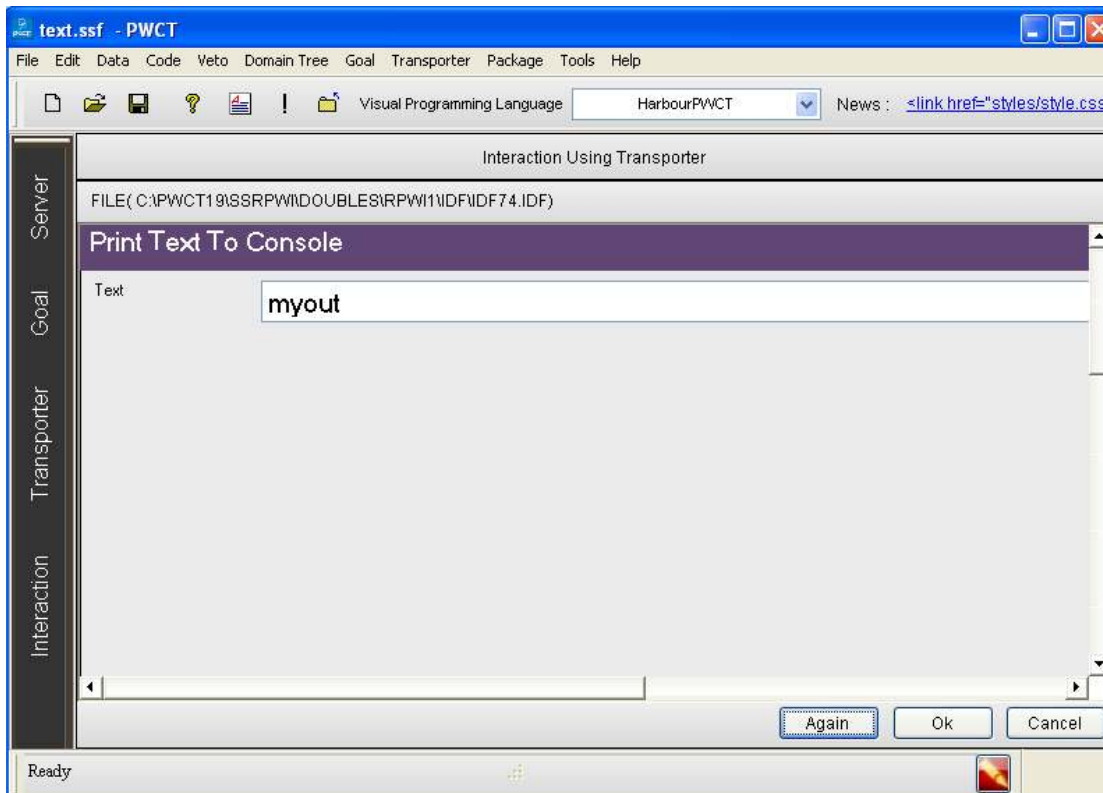 text.ssf - PWCT
File Edit Data Code Veto Domain Tree Goal Transporter Package Tools Help
Visual Programming Language HarbourPWCT News : <link href="styles/style.css
Interaction Using Transporter
FILE( C:\PWCT19\SSRPWI\DOUBLES\RPWI1\IDF\IDF74.IDF)
Print Text To Console
Text myout
Server
Goal
Transporter
Interaction
Again Ok Cancel
Ready